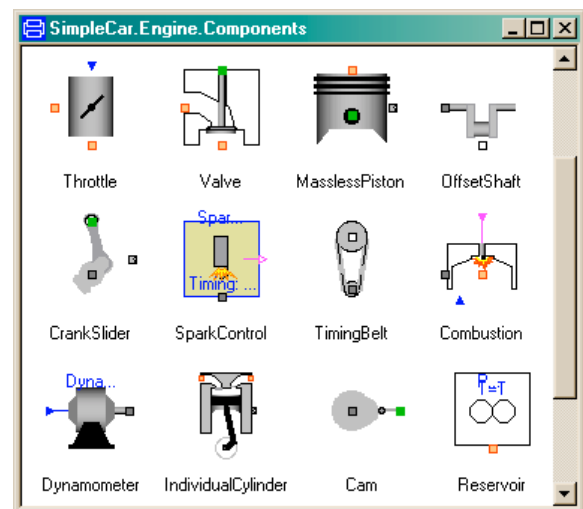 SimpleCar.Engine.Components
Throttle
Valve
MasslessPiston
OffsetShaft
Spar...
Timing: ...
CrankSlider
SparkControl
TimingBelt
Combustion
Dyna...
T=T
Dynamometer
IndividualCylinder
Cam
Reservoir